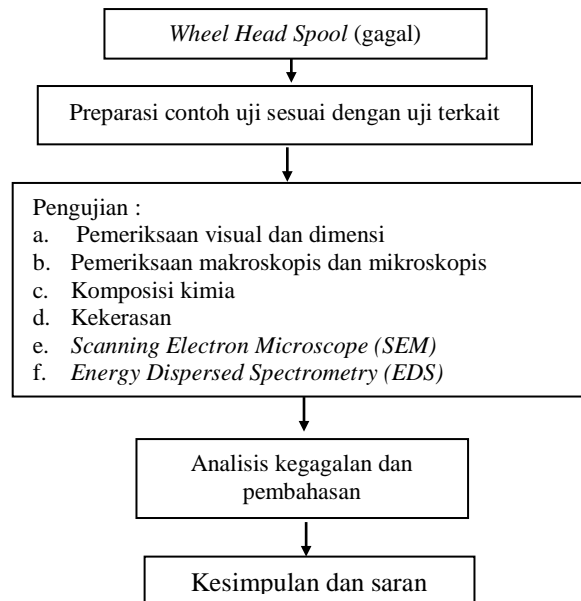 Wheel Head Spool (gagal)
Preparasi contoh uji sesuai dengan uji terkait
Pengujian :
a. Pemeriksaan visual dan dimensi
b. Pemeriksaan makroskopis dan mikroskopis
c. Komposisi kimia
d. Kekerasan
e. Scanning Electron Microscope (SEM)
f. Energy Dispersed Spectrometry (EDS)
Analisis kegagalan dan
pembahasan
Kesimpulan dan saran